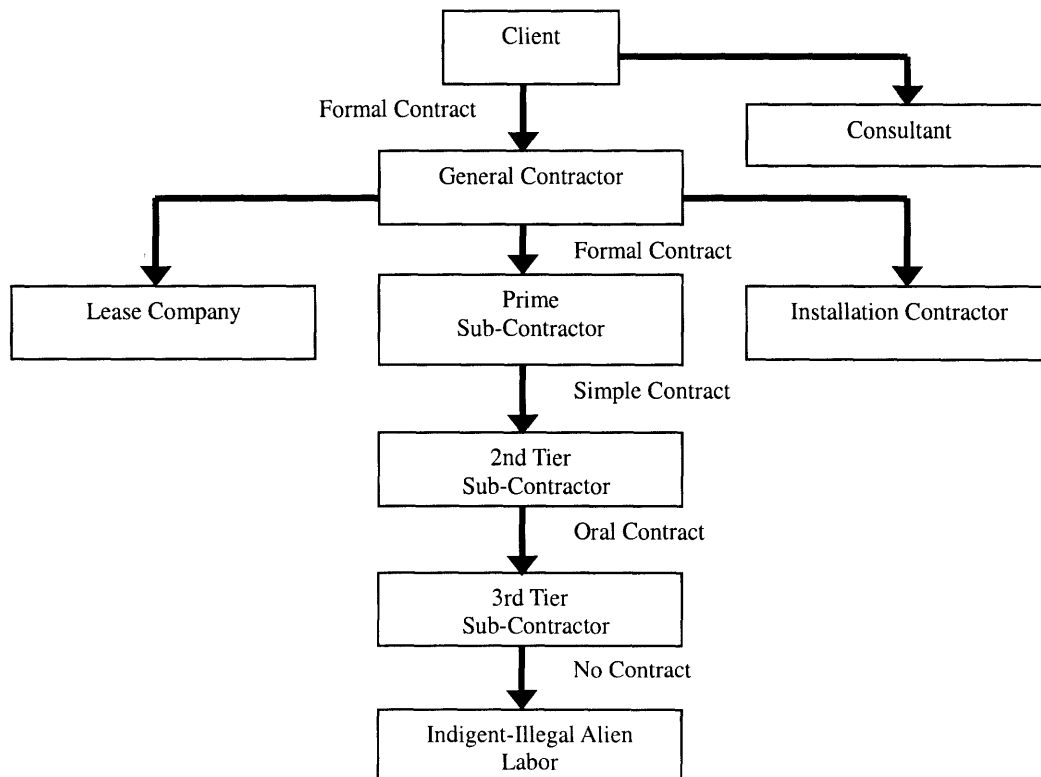 Client
Formal Contract
Consultant
General Contractor
Formal Contract
Lease Company
Prime
Sub-Contractor
Installation Contractor
Simple Contract
2nd Tier
Sub-Contractor
Oral Contract
3rd Tier
Sub-Contractor
No Contract
Indigent-Illegal Alien
Labor